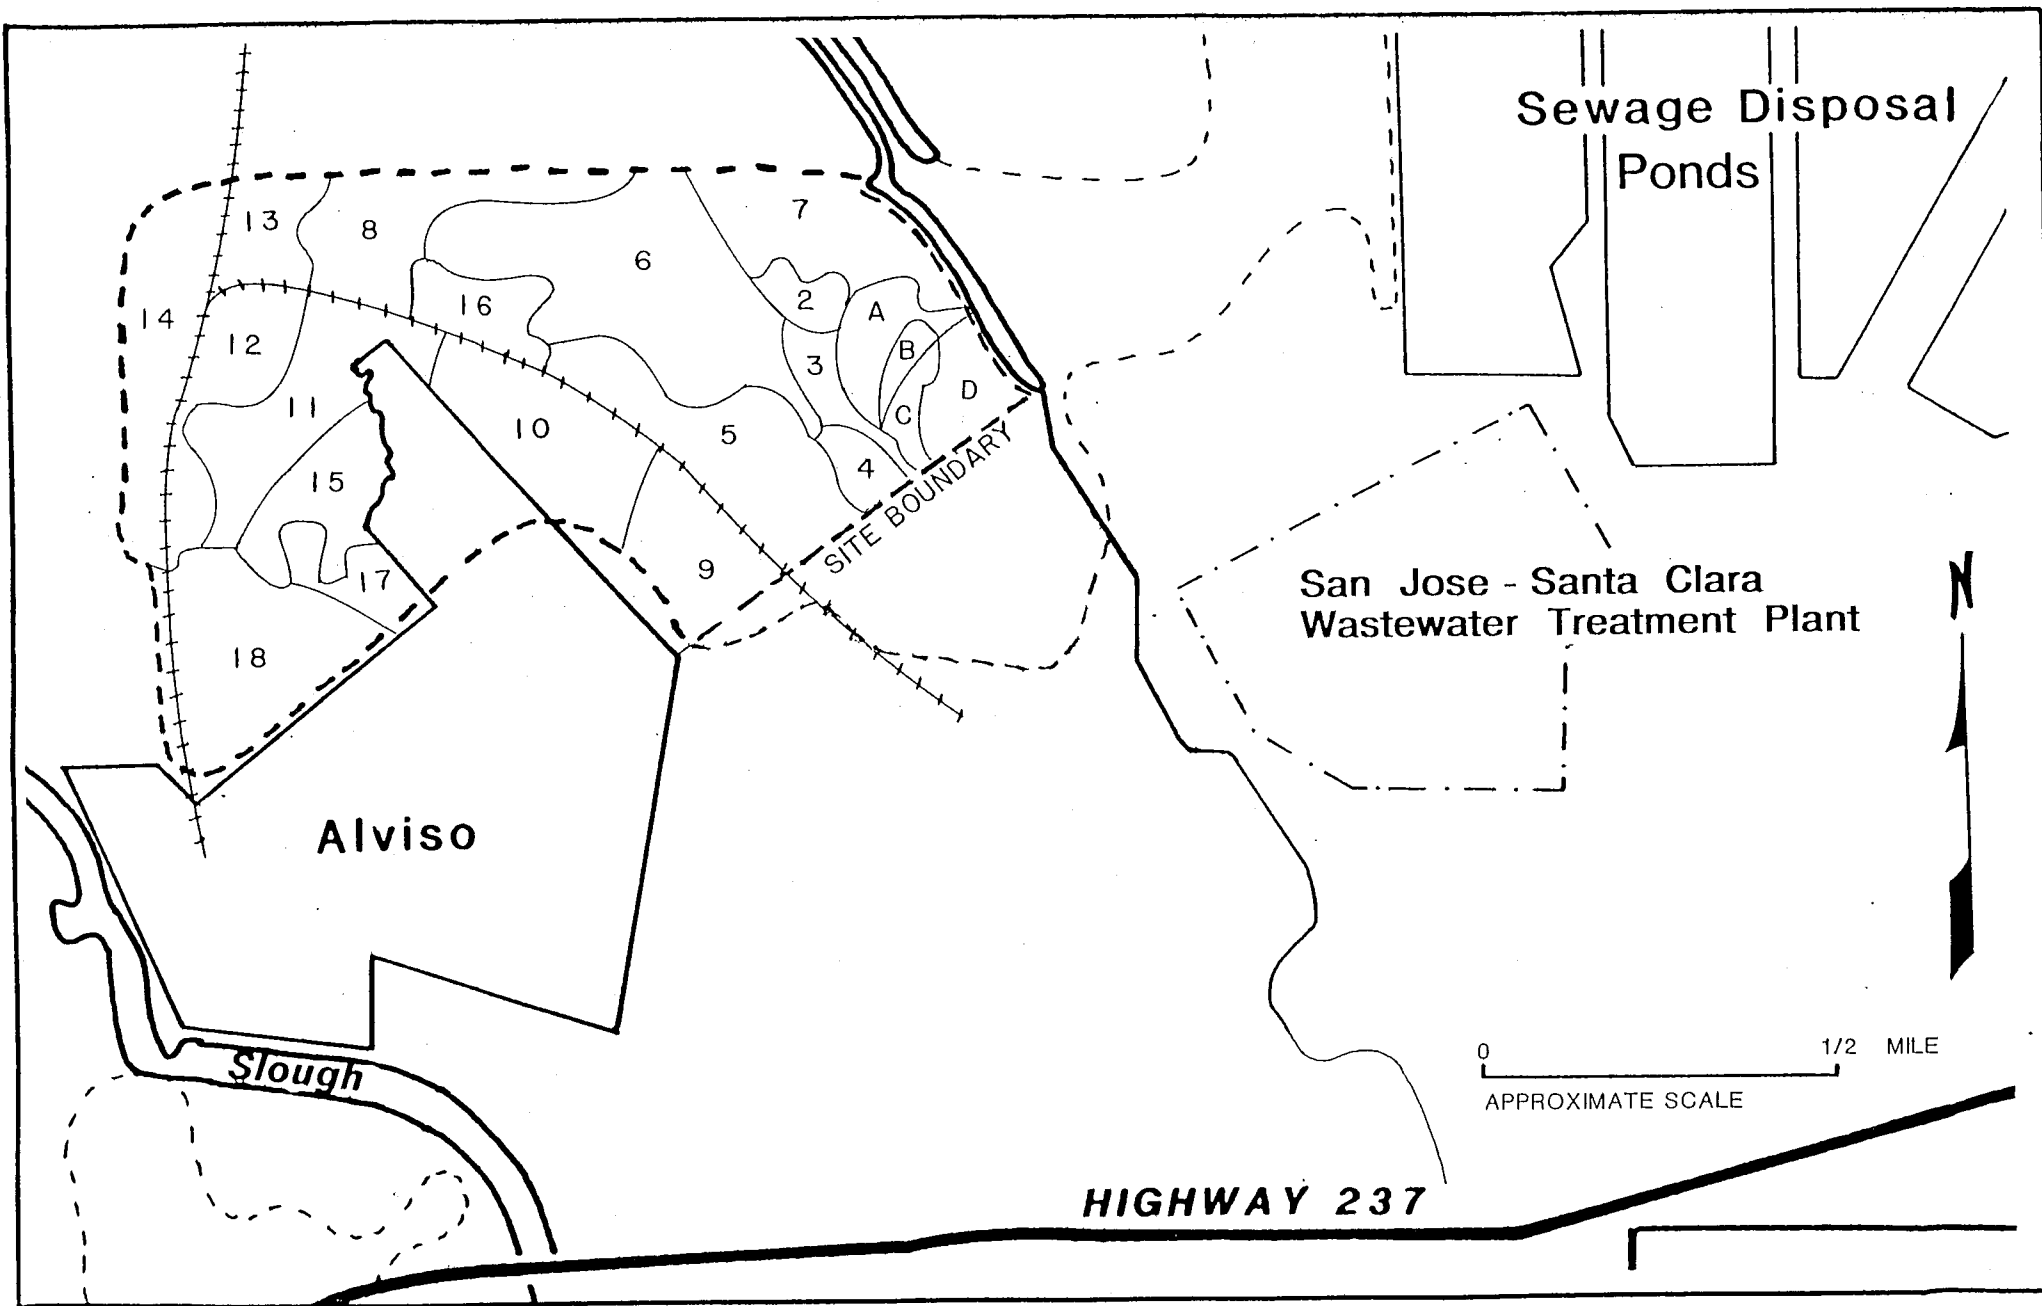 Sewage Disposal
Ponds
13
8
7
6
14
16
2
A
12
3
B
11
D
C
10
5
4
15
SITE BOUNDARY
17
9
San Jose - Santa Clara
Wastewater Treatment Plant
N
18
Alviso
0 1/2 MILE
APPROXIMATE SCALE
Slough
HIGHWAY 237